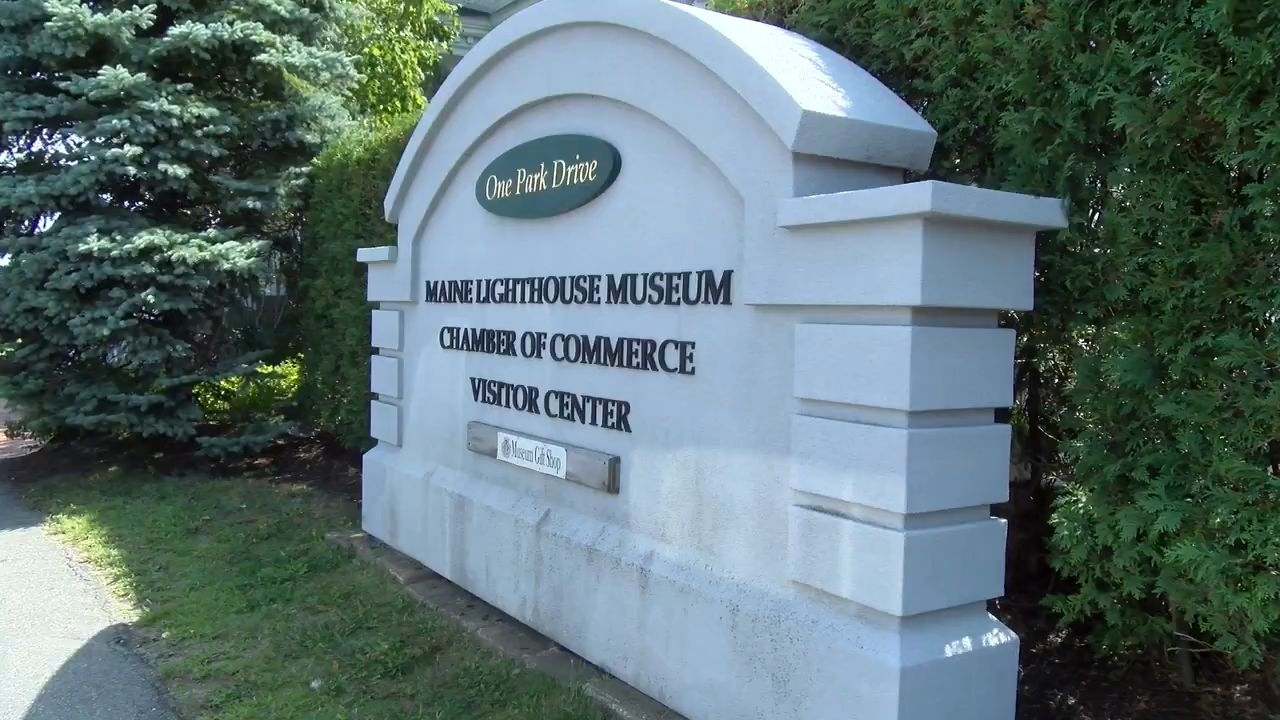 One Park Drive
MAINE LIGHTHOUSE MUSEUM
CHAMBER OF COMMERCE
VISITOR CENTER
Museum Gift Shop